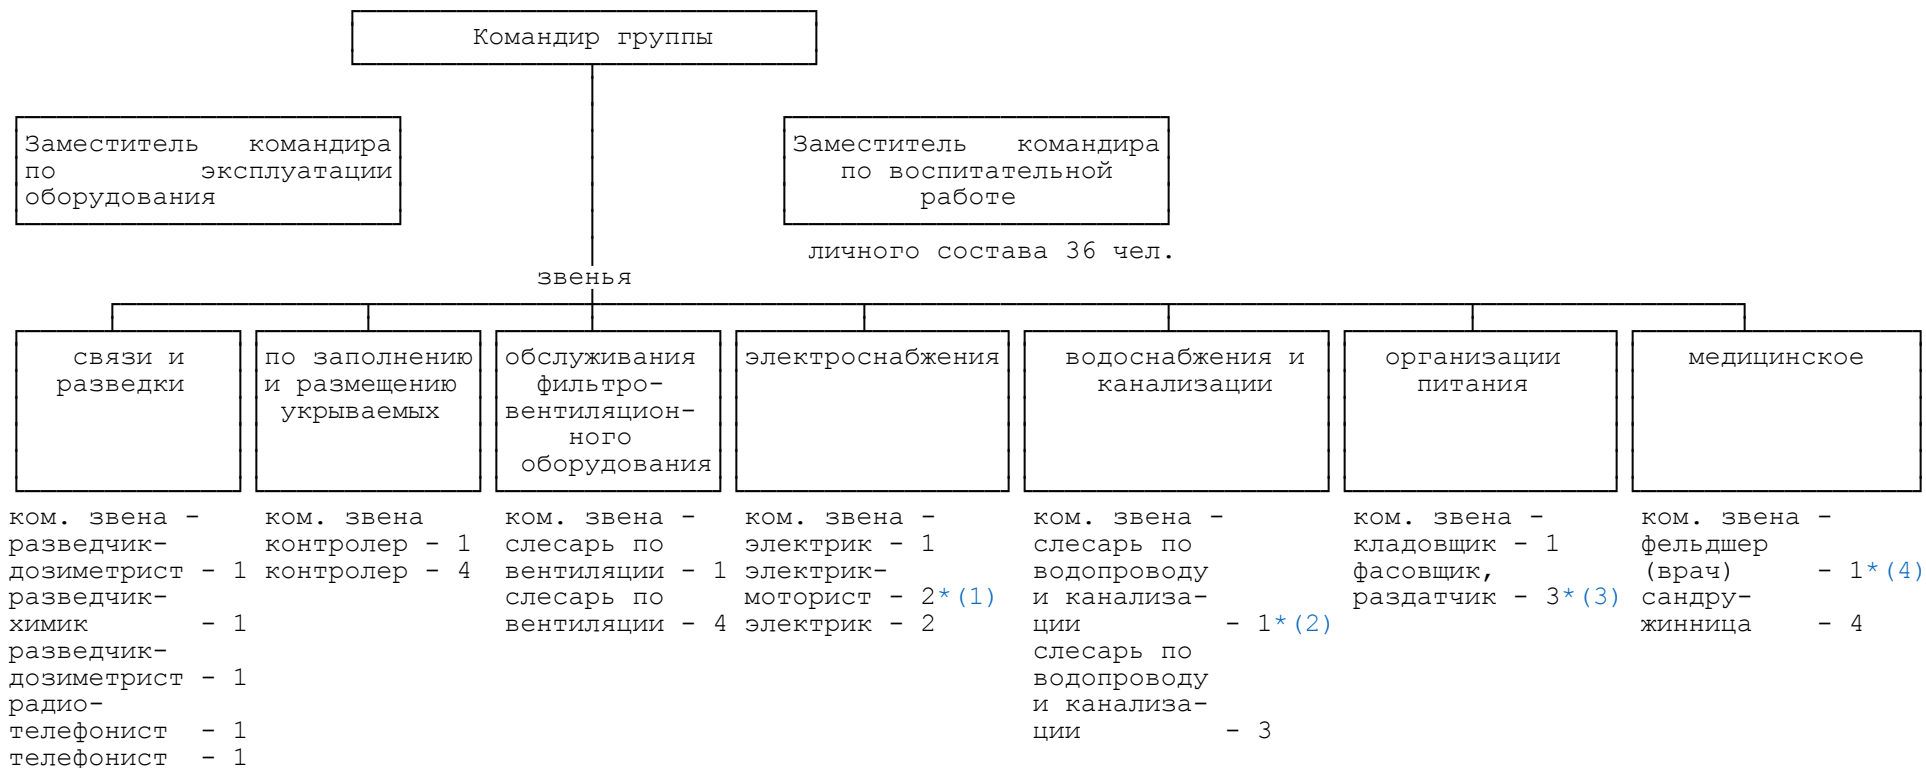 Командир группы
Заместитель командира
по эксплуатации
оборудования
Заместитель командира
по воспитательной
работе
личного состава 36 чел.
звенья
связи и
разведки
по заполнению
и размещению
укрываемых
обслуживания
фильтро-
вентиляцион-
ного
оборудования
электроснабжения
водоснабжения и
канализации
организации
питания
медицинское
ком. звена -
разведчик-
дозиметрист - 1
разведчик-
химик - 1
разведчик-
дозиметрист - 1
радио-
телефонист - 1
телефонист - 1
ком. звена
контролер - 1
контролер - 4
ком. звена -
слесарь по
вентиляции - 1
слесарь по
вентиляции - 4
ком. звена -
электрик - 1
электрик-
моторист - 2*(1)
электрик - 2
ком. звена -
слесарь по
водопроводу
и канализа-
ции - 1*(2)
слесарь по
водопроводу
и канализа-
ции - 3
ком. звена -
кладовщик - 1
фасовщик,
раздатчик - 3*(3)
ком. звена -
фельдшер
(врач) - 1*(4)
сандру-
жинница - 4